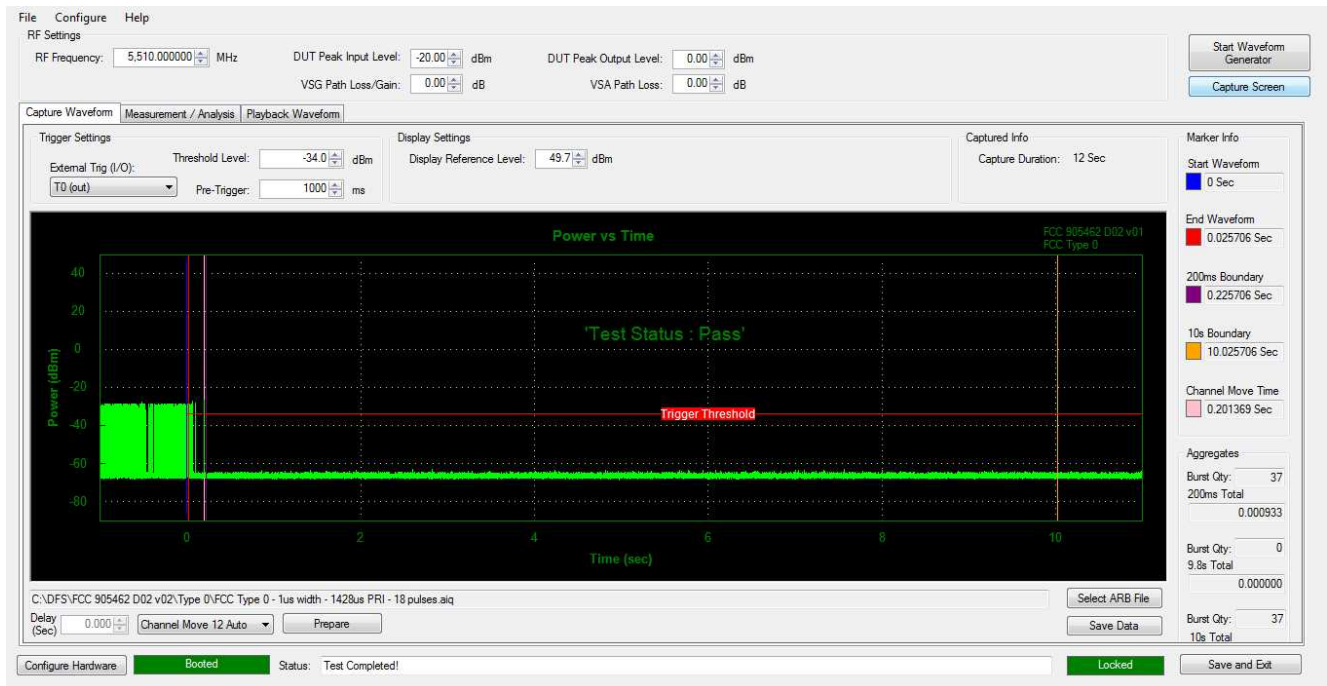 File Configure Help
RF Settings
RF Frequency: 5,510.000000 MHz DUT Peak Input Level: -20.00 dBm DUT Peak Output Level: 0.00 dBm
VSG Path Loss/Gain: 0.00 dB VSA Path Loss: 0.00 dB
Start Waveform
Generator
Capture Screen
Capture Waveform Measurement / Analysis Playback Waveform
Trigger Settings
External Trig (I/O):
T0 (out)
Threshold Level: -34.0 dBm
Pre-Trigger: 1000 ms
Display Settings
Display Reference Level: 49.7 dBm
Captured Info
Capture Duration: 12 Sec
Power vs Time
FCC 905462 D02 v01
FCC Type 0
'Test Status : Pass'
Trigger Threshold
Power (dBm)
40
20
0
-20
-40
-60
-80
0 2 4 6 8 10
Time (sec)
Marker Info
Start Waveform
0 Sec
End Waveform
0.025706 Sec
200ms Boundary
0.225706 Sec
10s Boundary
10.025706 Sec
Channel Move Time
0.201369 Sec
Aggregates
Burst Qty: 37
200ms Total
0.000933
Burst Qty: 0
9.8s Total
0.000000
Burst Qty: 37
10s Total
C:\DFS\FCC 905462 D02 v02\Type 0\FCC Type 0 - 1us width - 1428us PRI - 18 pulses.aiq
Select ARB File
Delay
(Sec) 0.000 Channel Move 12 Auto Prepare
Save Data
Configure Hardware Booted Status: Test Completed! Locked Save and Exit